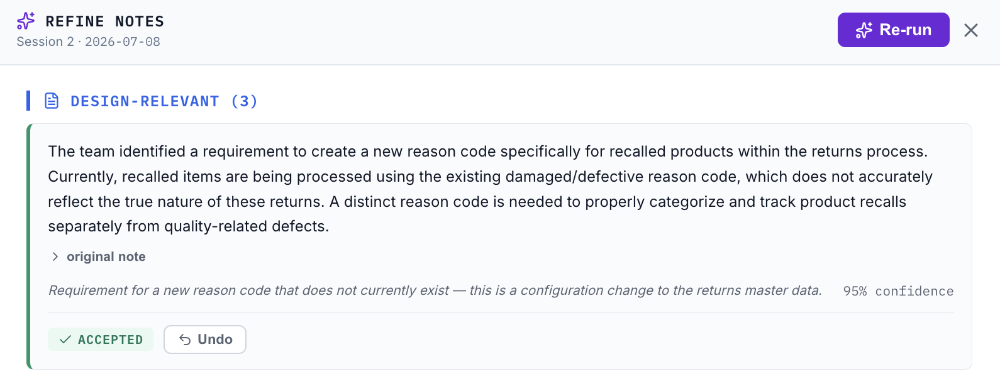 REFINE NOTES
Session 2 · 2026-07-08
Re-run
DESIGN-RELEVANT (3)
The team identified a requirement to create a new reason code specifically for recalled products within the returns process.
Currently, recalled items are being processed using the existing damaged/defective reason code, which does not accurately
reflect the true nature of these returns. A distinct reason code is needed to properly categorize and track product recalls
separately from quality-related defects.
original note
Requirement for a new reason code that does not currently exist — this is a configuration change to the returns master data.
95% confidence
ACCEPTED
Undo